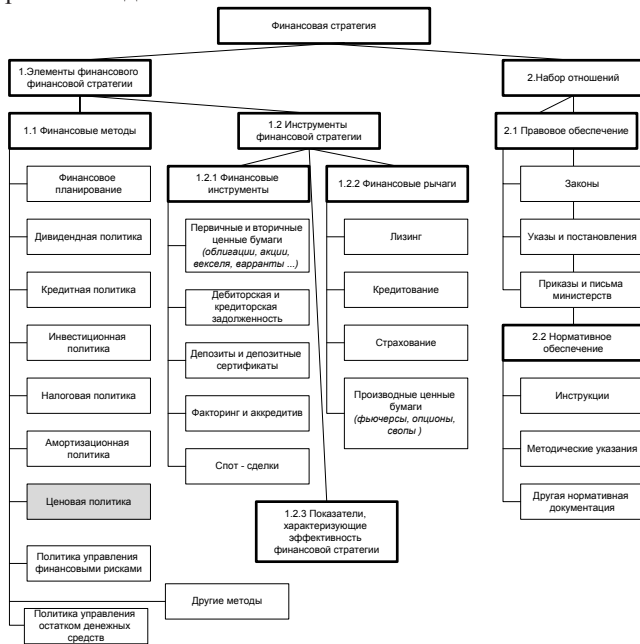 Финансовая стратегия
1.Элементы финансового
финансовой стратегии
2.Набор отношений
1.1 Финансовые методы
1.2 Инструменты
финансовой стратегии
2.1 Правовое обеспечение
Финансовое
планирование
Дивидендная политика
Кредитная политика
Инвестиционная
политика
Налоговая политика
Амортизационная
политика
Ценовая политика
Политика управления
финансовыми рисками
Другие методы
Политика управления
остатком денежных
средств
1.2.1 Финансовые
инструменты
Первичные и вторичные
ценные бумаги
(облигации, акции,
векселя, варранты ...)
Дебиторская и
кредиторская
задолженность
Депозиты и депозитные
сертификаты
Факторинг и аккредитив
Спот - сделки
1.2.2 Финансовые рычаги
Лизинг
Кредитование
Страхование
Производные ценные
бумаги
(фьючерсы, опционы,
свопы )
1.2.3 Показатели,
характеризующие
эффективность
финансовой стратегии
Законы
Указы и постановления
Приказы и письма
министерств
2.2 Нормативное
обеспечение
Инструкции
Методические указания
Другая нормативная
документация